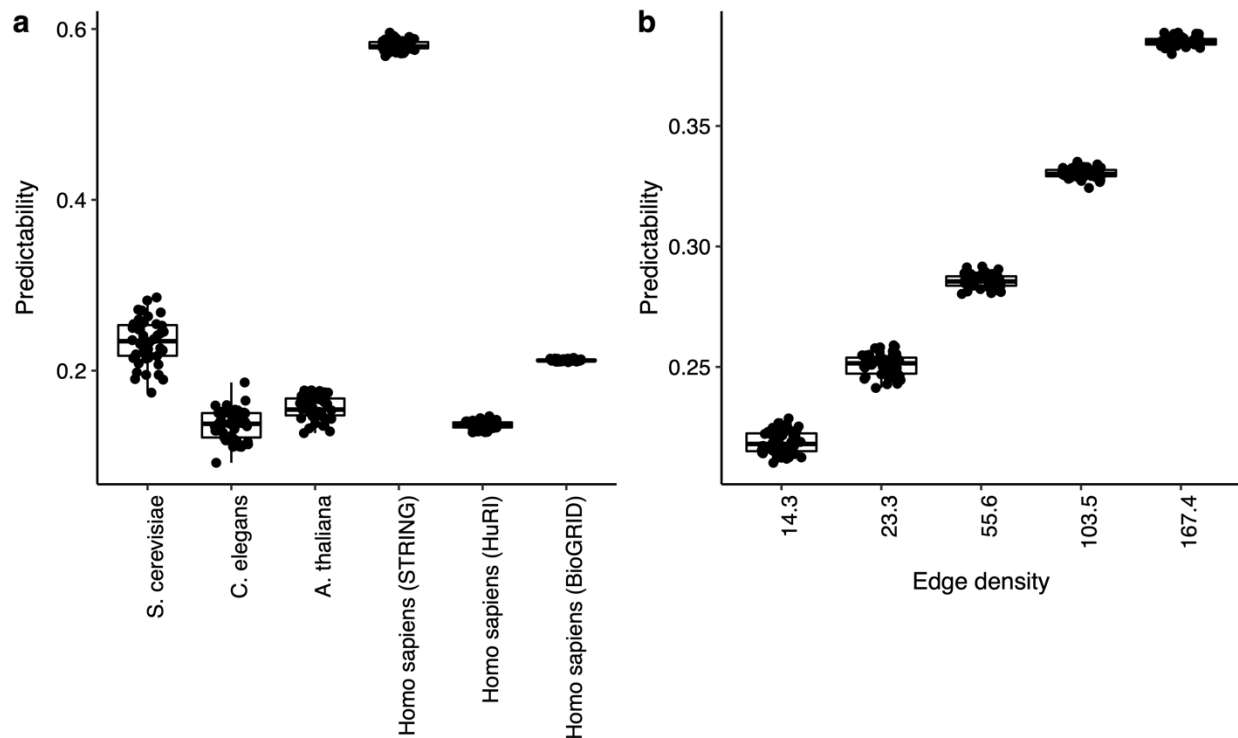 a
0.6
0.4
0.2
Predictability
S. cerevisiae
C. elegans
A. thaliana
Homo sapiens (STRING)
Homo sapiens (HuRI)
Homo sapiens (BioGRID)
b
0.35
0.30
0.25
Predictability
14.3
23.3
55.6
103.5
167.4
Edge density